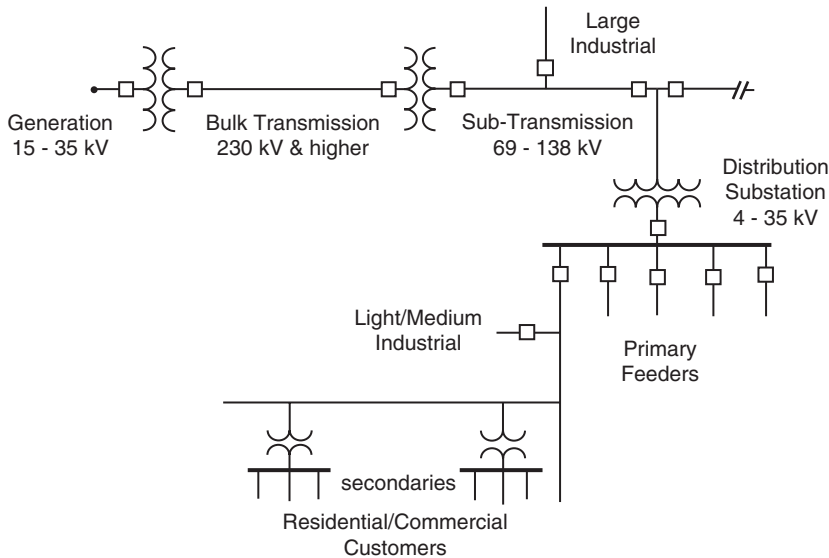 Large
Industrial
Generation
15 - 35 kV
Bulk Transmission
230 kV & higher
Sub-Transmission
69 - 138 kV
Distribution
Substation
4 - 35 kV
Light/Medium
Industrial
Primary
Feeders
secondaries
Residential/Commercial
Customers